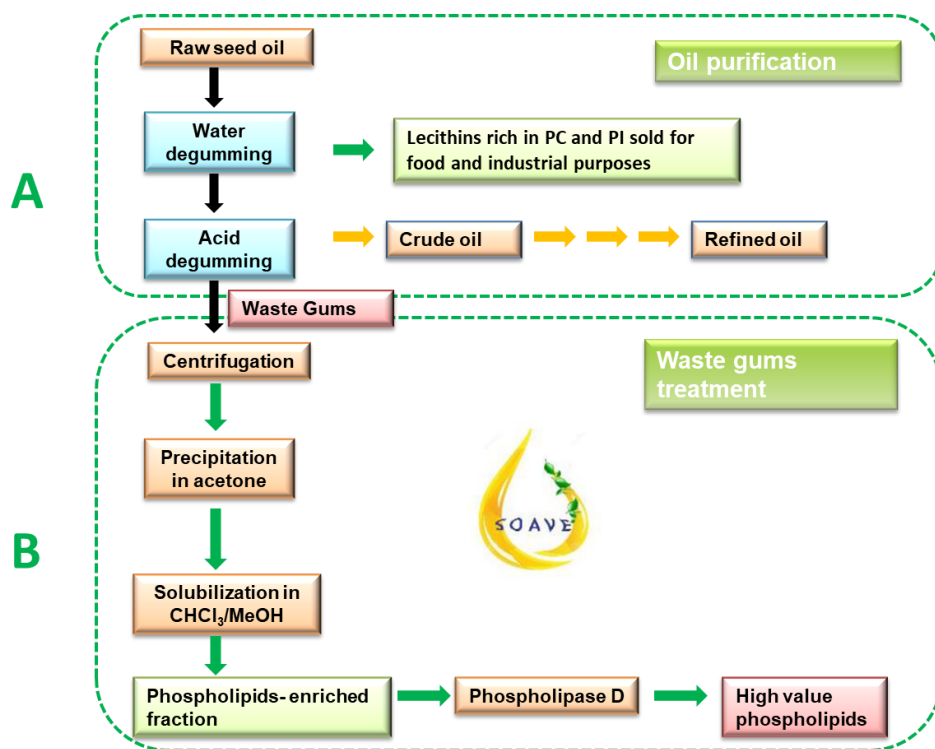 Raw seed oil
Oil purification
Water
degumming
Lecithins rich in PC and PI sold for
food and industrial purposes
A
Acid
degumming
Crude oil
Refined oil
Waste Gums
Centrifugation
Waste gums
treatment
Precipitation
in acetone
SOAVE
B
Solubilization in
CHCl₃/MeOH
Phospholipids- enriched
fraction
Phospholipase D
High value
phospholipids